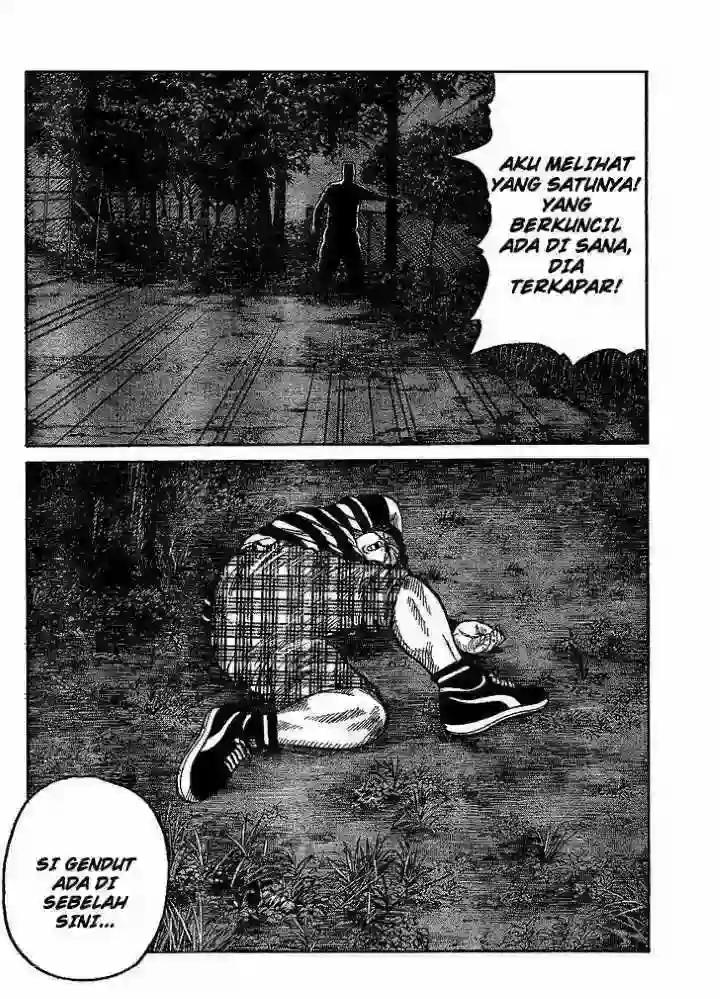 AKU MELIHAT
YANG SATUNYA!
YANG
BERKUNCIL
ADA DI SANA,
DIA
TERKAPAR!
SI GENDUT
ADA DI
SEBELAH
SINI...